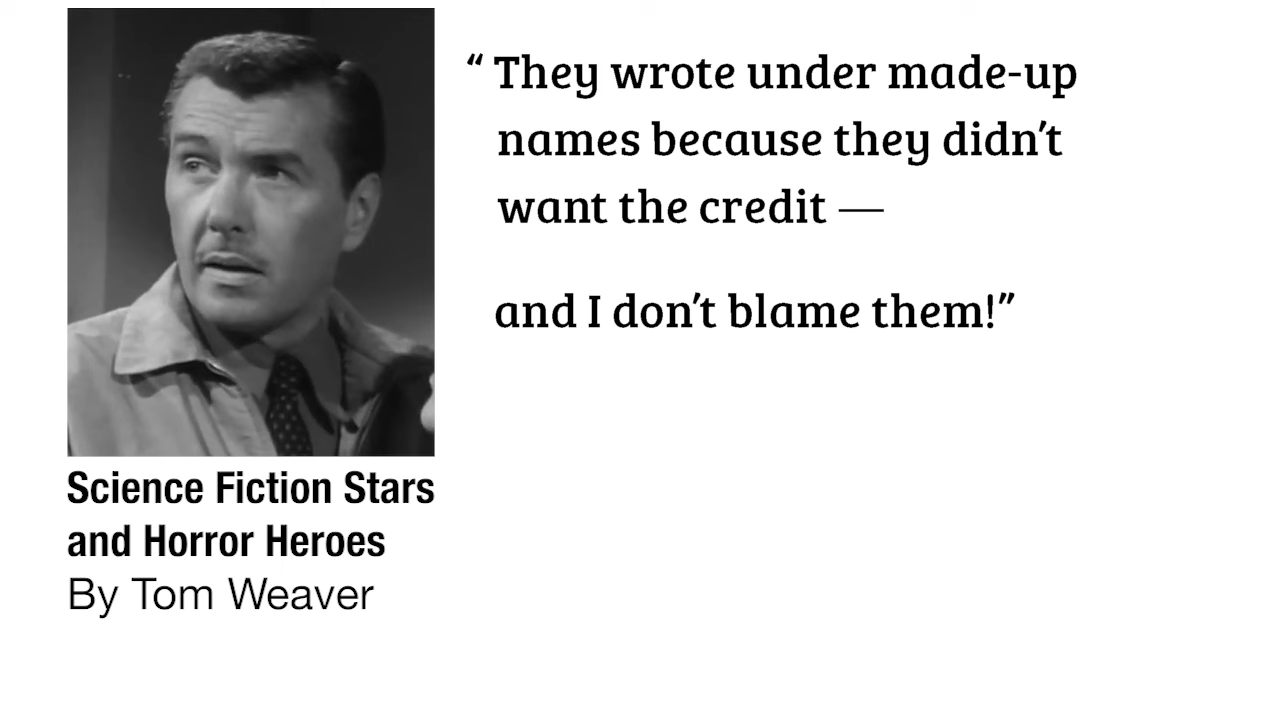 “ They wrote under made-up
names because they didn’t
want the credit —
and I don’t blame them!”
Science Fiction Stars
and Horror Heroes
By Tom Weaver